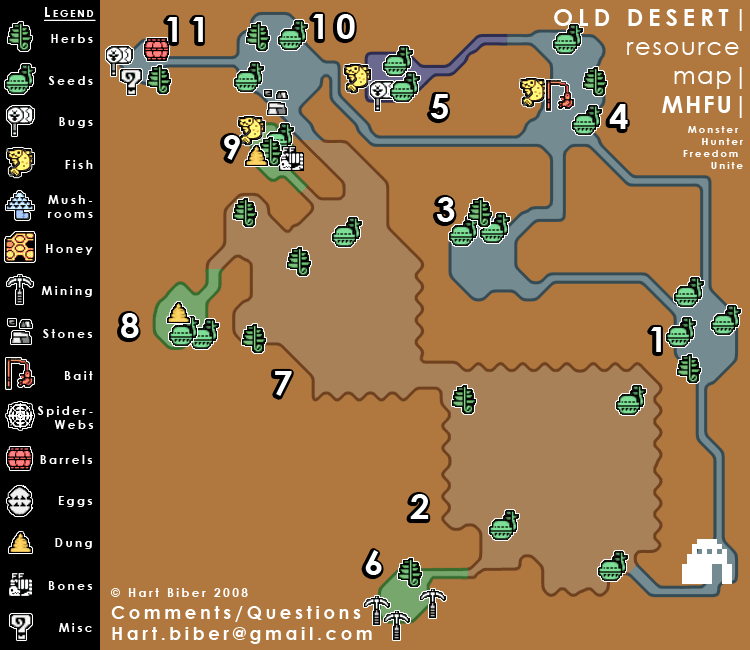 LEGEND
Herbs
Seeds
Bugs
Fish
Mush-
rooms
Honey
Mining
Stones
Bait
Spider-
Webs
Barrels
Eggs
Dung
Bones
Misc
OLD DESERT|
resource
map|
MHFU|
Monster
Hunter
Freedom
Unite
11
10
5
4
9
3
8
1
7
2
6
© Hart Biber 2008
Comments/Questions
Hart.biber@gmail.com